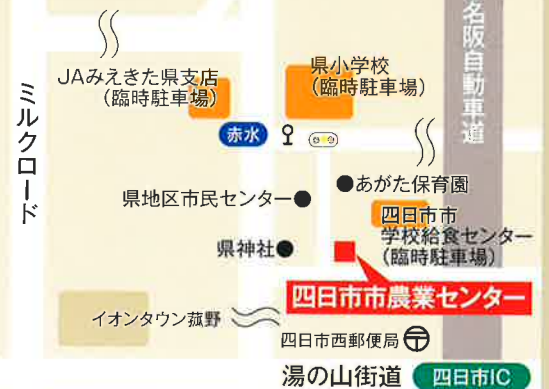 名阪自動車道
JAみえきた県支店
(臨時駐車場)
県小学校
(臨時駐車場)
ミルクロード
赤水
あがた保育園
県地区市民センター
四日市市
学校給食センター
(臨時駐車場)
県神社
四日市市農業センター
イオンタウン菰野
四日市西郵便局
湯の山街道
四日市IC